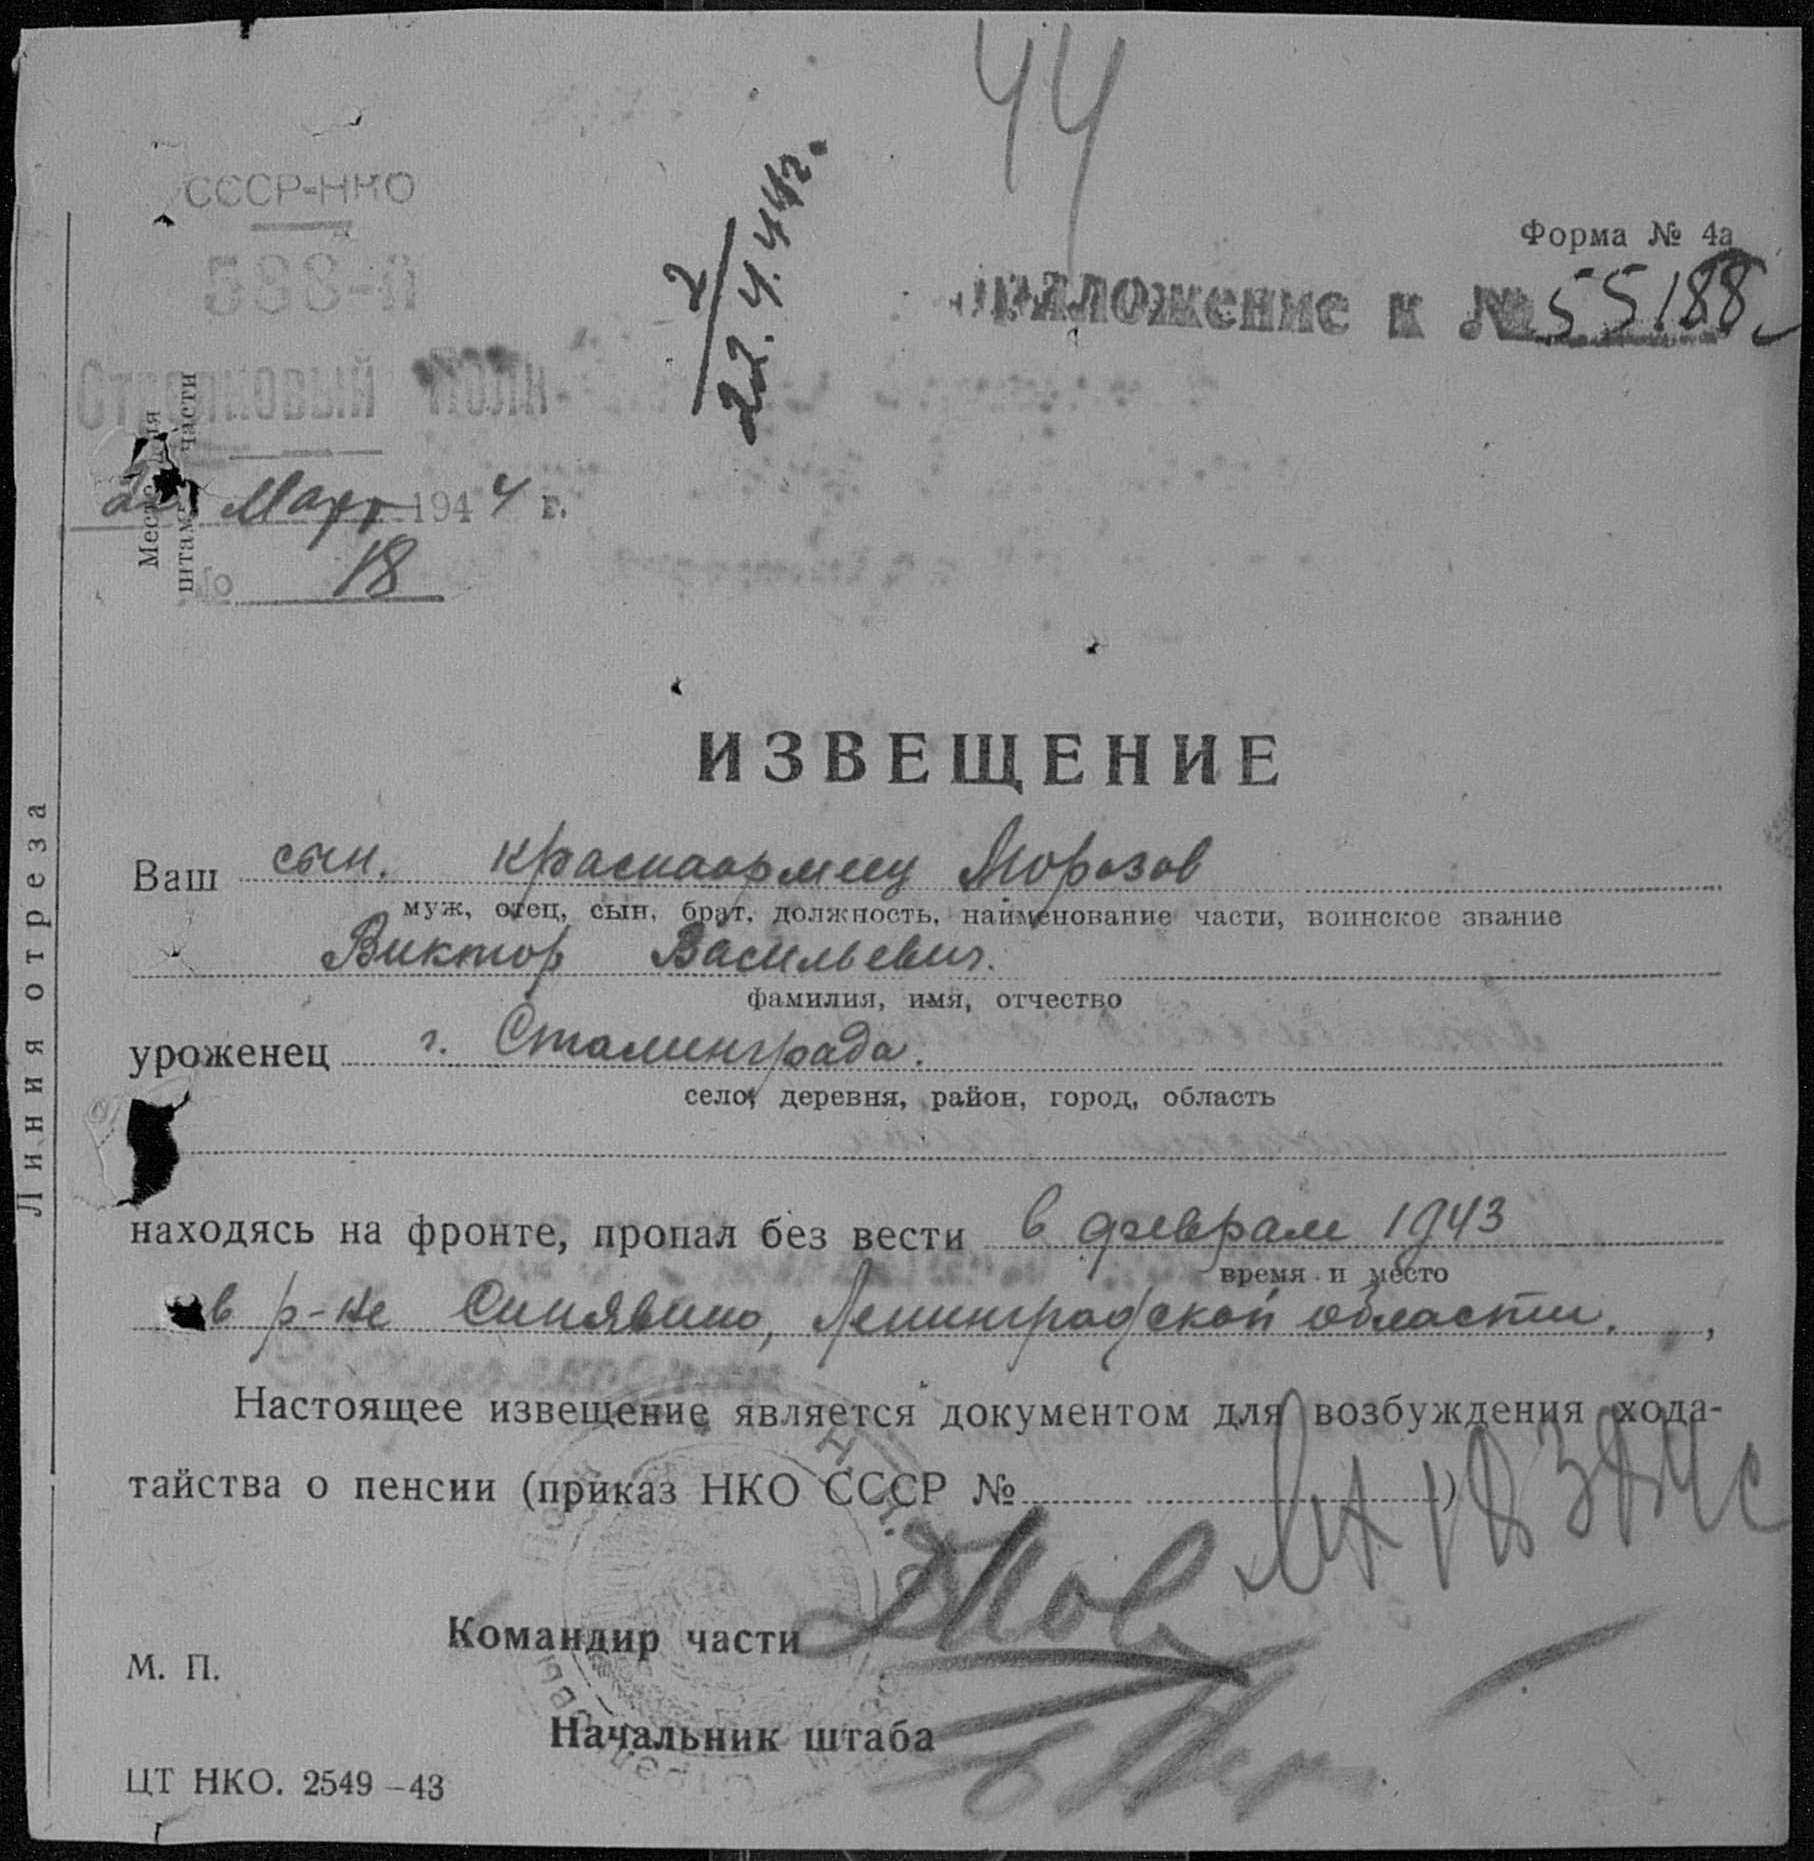 44
СССР-НКО
Форма № 4а
588-й
2/22.4.44г.
Приложение к № 55188
Стрелковый полк
Место для
штампа части
Март 1944 г.
№ 18
Линия отреза
ИЗВЕЩЕНИЕ
Ваш сын. красноармеец Морозов
муж, отец, сын, брат, должность, наименование части, воинское звание
Виктор Васильевич.
фамилия, имя, отчество
уроженец г. Сталинграда.
село, деревня, район, город, область
находясь на фронте, пропал без вести в феврале 1943
время и место
в р-не Синявино, Ленинградской области. ,
Настоящее извещение является документом для возбуждения хода-
тайства о пенсии (приказ НКО СССР № )
Командир части
М. П.
Начальник штаба
ЦТ НКО. 2549 -43